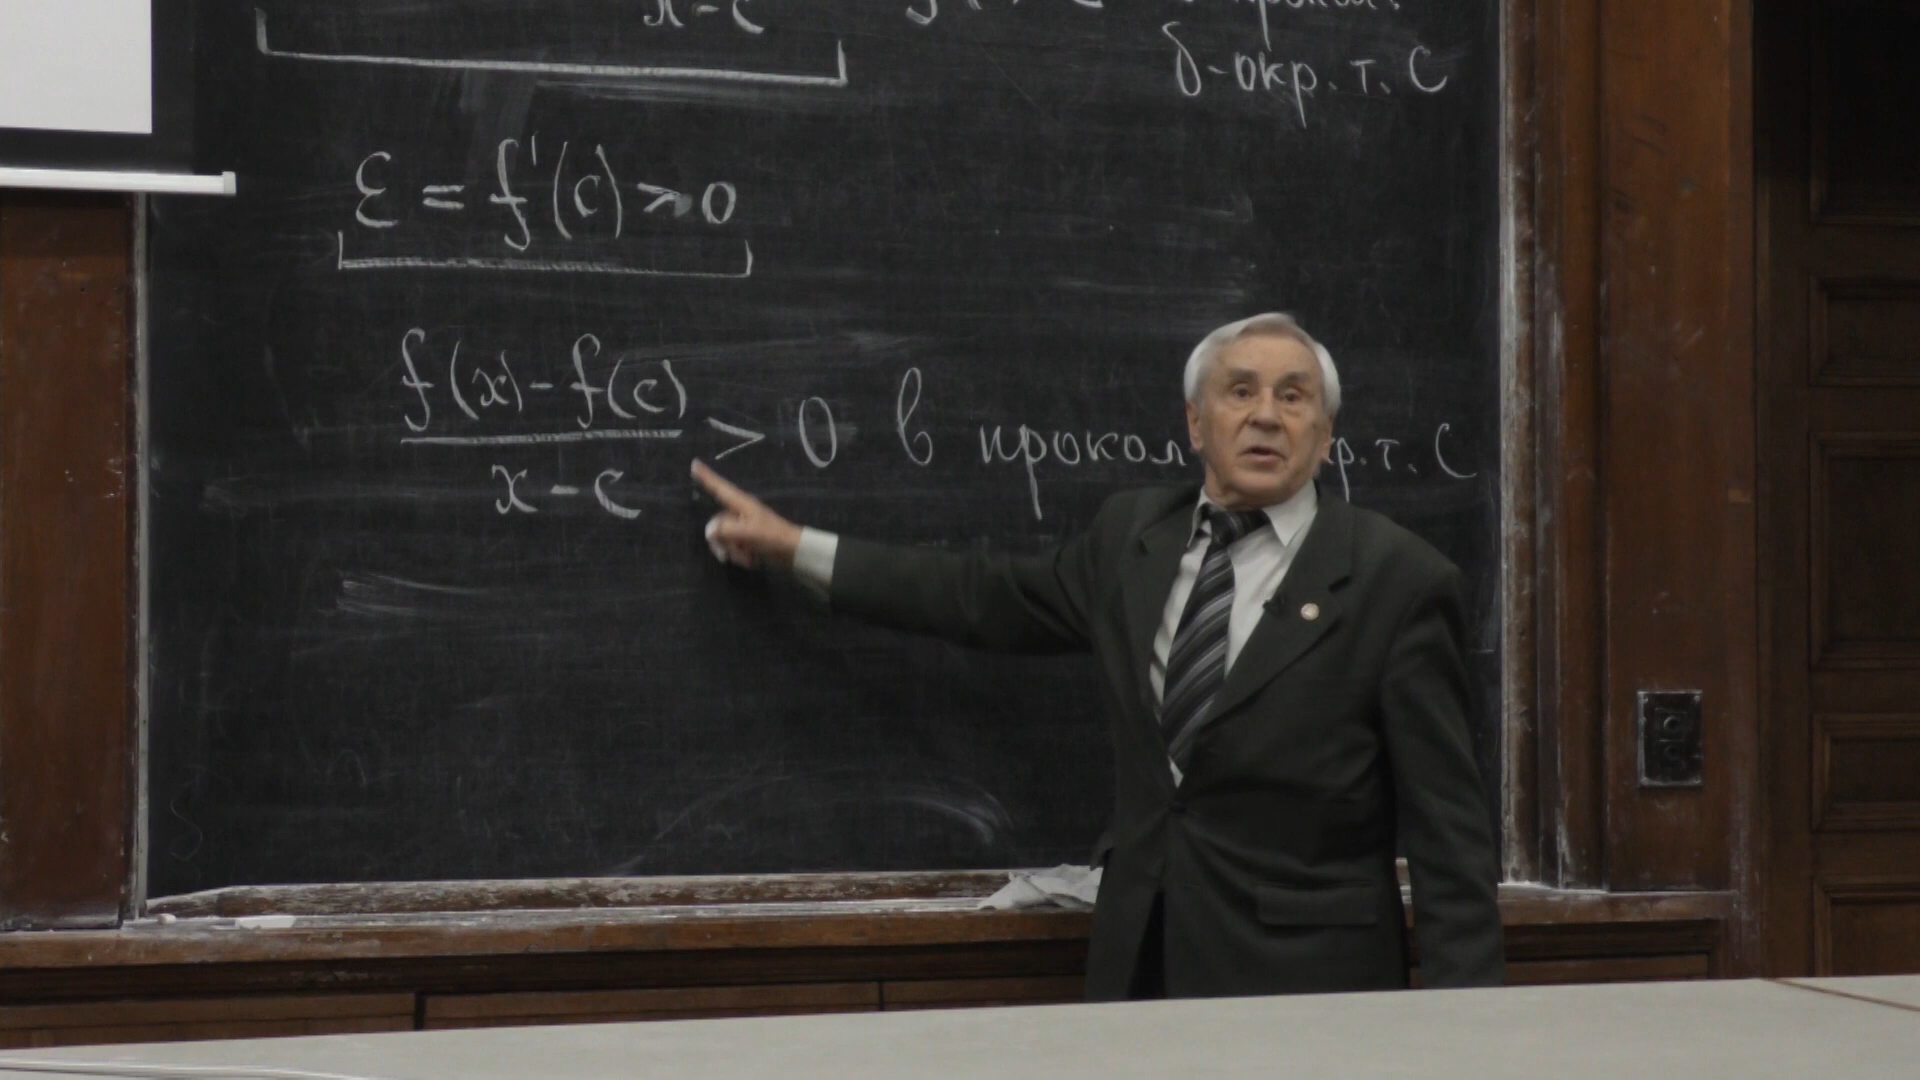 x - c
δ-окр. т. С
ε = f'(c) > 0
f(x) - f(c)
x - c
> 0 в прокол р. т. С